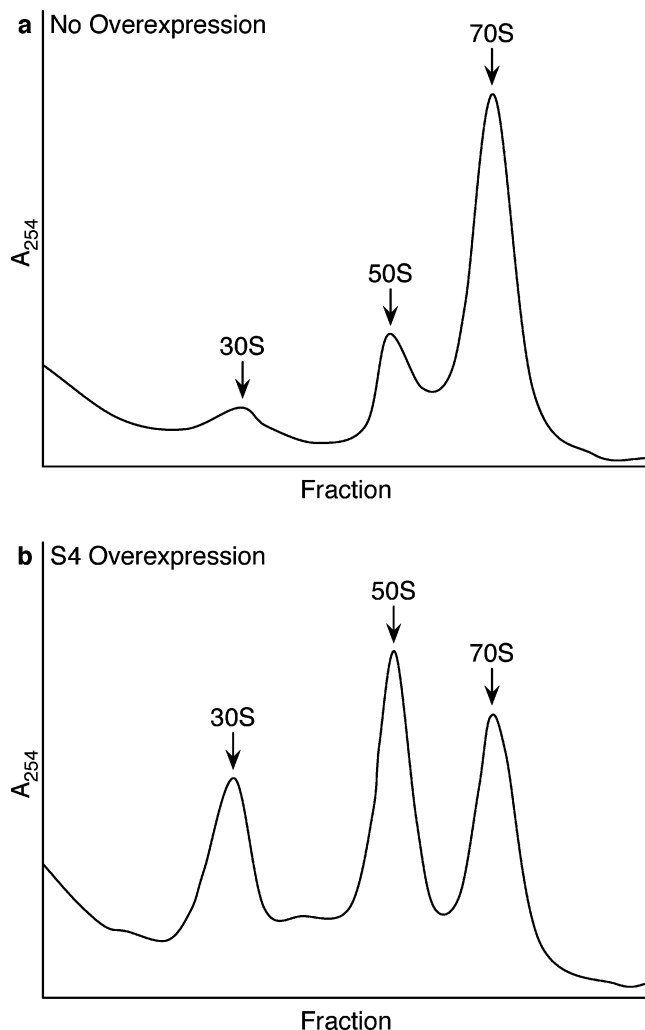 a No Overexpression
70S
50S
30S
A254
Fraction
b S4 Overexpression
50S
70S
30S
A254
Fraction